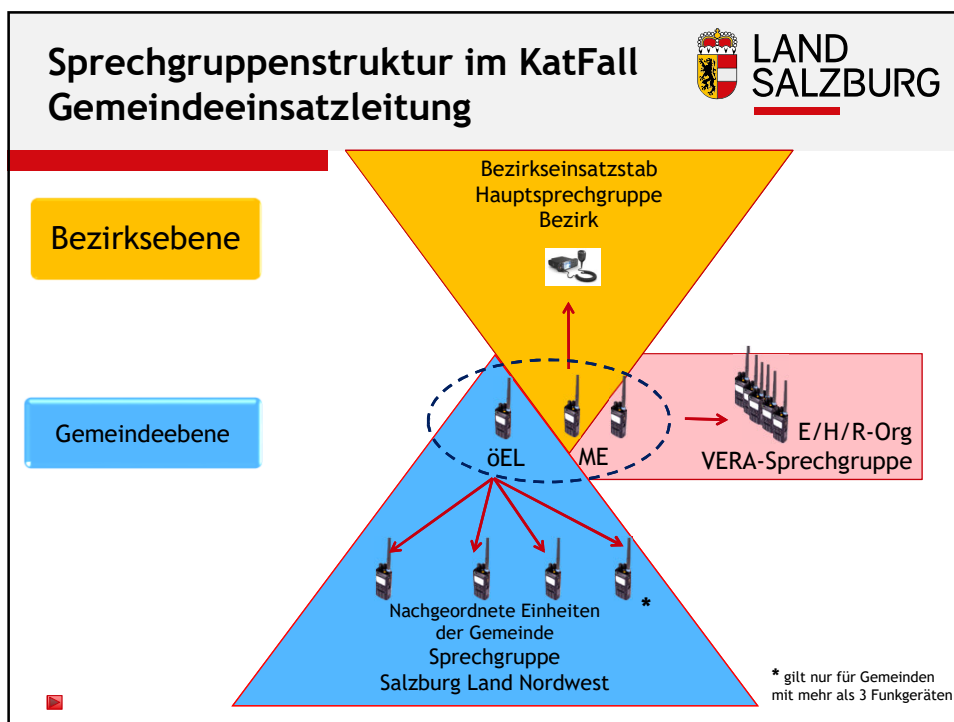 Sprechgruppenstruktur im KatFall
Gemeindeeinsatzleitung
LAND
SALZBURG
Bezirksebene
Bezirkseinsatzstab
Hauptsprechgruppe
Bezirk
Gemeindeebene
öEL
ME
E/H/R-Org
VERA-Sprechgruppe
*
Nachgeordnete Einheiten
der Gemeinde
Sprechgruppe
Salzburg Land Nordwest
* gilt nur für Gemeinden
mit mehr als 3 Funkgeräten